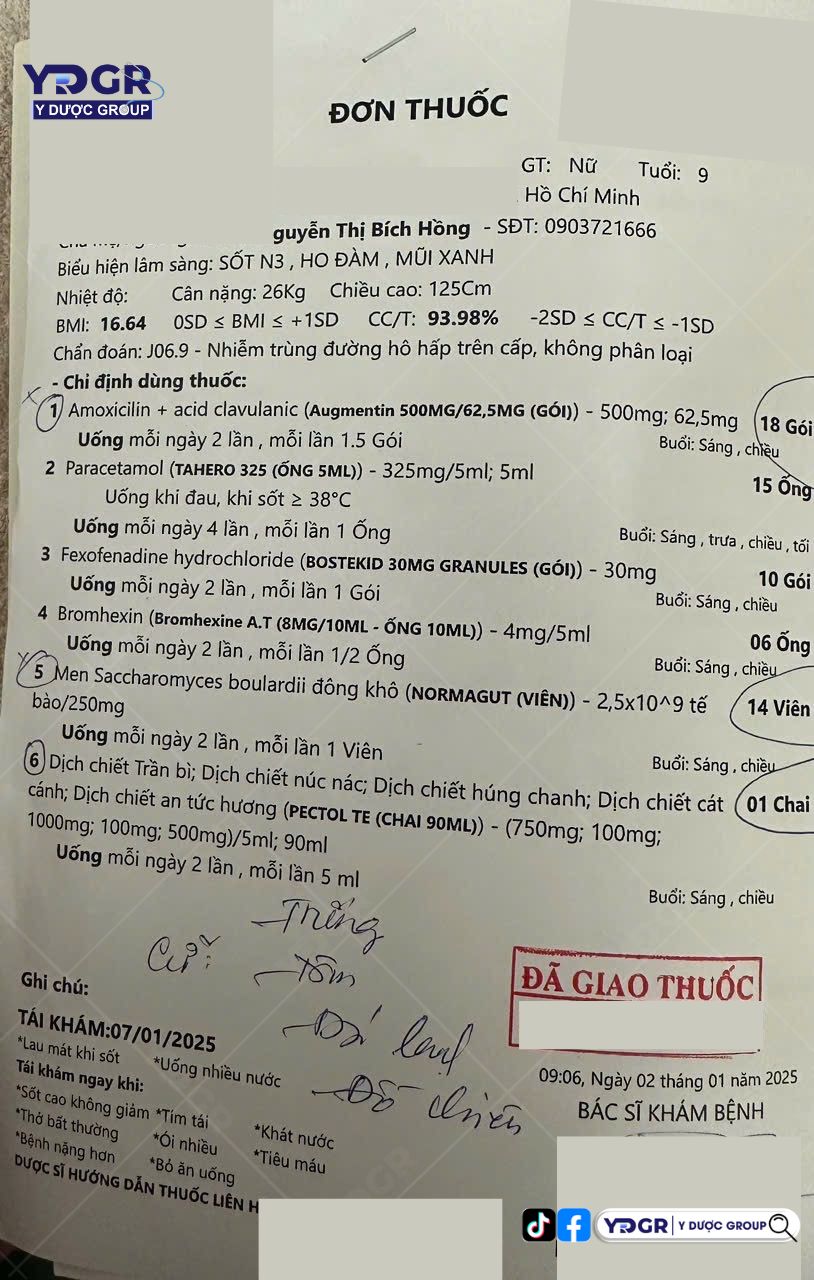 YDGR
Y DƯỢC GROUP
ĐƠN THUỐC
GT: Nữ Tuổi: 9
Hồ Chí Minh
guyễn Thị Bích Hồng - SĐT: 0903721666
Biểu hiện lâm sàng: SỐT N3 , HO ĐÀM , MŨI XANH
Nhiệt độ: Cân nặng: 26Kg Chiều cao: 125Cm
BMI: 16.64 0SD ≤ BMI ≤ +1SD CC/T: 93.98% -2SD ≤ CC/T ≤ -1SD
Chẩn đoán: J06.9 - Nhiễm trùng đường hô hấp trên cấp, không phân loại
- Chỉ định dùng thuốc:
1 Amoxicilin + acid clavulanic (Augmentin 500MG/62,5MG (GÓI)) - 500mg; 62,5mg 18 Gói
Uống mỗi ngày 2 lần , mỗi lần 1.5 Gói Buổi: Sáng , chiều
2 Paracetamol (TAHERO 325 (ỐNG 5ML)) - 325mg/5ml; 5ml 15 Ống
Uống khi đau, khi sốt ≥ 38°C
Uống mỗi ngày 4 lần , mỗi lần 1 Ống Buổi: Sáng , trưa , chiều , tối
3 Fexofenadine hydrochloride (BOSTEKID 30MG GRANULES (GÓI)) - 30mg 10 Gói
Uống mỗi ngày 2 lần , mỗi lần 1 Gói Buổi: Sáng , chiều
4 Bromhexin (Bromhexine A.T (8MG/10ML - ỐNG 10ML)) - 4mg/5ml 06 Ống
Uống mỗi ngày 2 lần , mỗi lần 1/2 Ống Buổi: Sáng , chiều
5 Men Saccharomyces boulardii đông khô (NORMAGUT (VIÊN)) - 2,5x10^9 tế 14 Viên
bào/250mg
Uống mỗi ngày 2 lần , mỗi lần 1 Viên Buổi: Sáng , chiều
6 Dịch chiết Trần bì; Dịch chiết núc nác; Dịch chiết húng chanh; Dịch chiết cát 01 Chai
cánh; Dịch chiết an tức hương (PECTOL TE (CHAI 90ML)) - (750mg; 100mg;
1000mg; 100mg; 500mg)/5ml; 90ml
Uống mỗi ngày 2 lần , mỗi lần 5 ml Buổi: Sáng , chiều
- Trứng
Cữ: - Tôm
- Đá lạnh
- Đồ chiên
ĐÃ GIAO THUỐC
Ghi chú:
TÁI KHÁM:07/01/2025
*Lau mát khi sốt *Uống nhiều nước
Tái khám ngay khi:
*Sốt cao không giảm *Tím tái *Khát nước
*Thở bất thường *Ói nhiều *Tiêu máu
*Bệnh nặng hơn *Bỏ ăn uống
DƯỢC SĨ HƯỚNG DẪN THUỐC LIÊN H
09:06, Ngày 02 tháng 01 năm 2025
BÁC SĨ KHÁM BỆNH
YDGR | Y DƯỢC GROUP